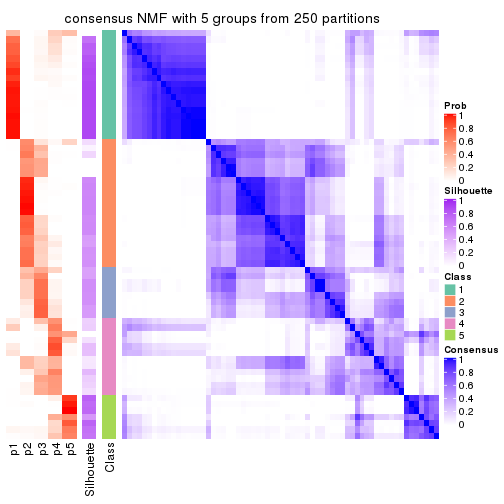 consensus NMF with 5 groups from 250 partitions
p1
p2
p3
p4
p5
Silhouette
Class
Prob
1
0.8
0.6
0.4
0.2
0
Silhouette
1
0.8
0.6
0.4
0.2
0
Class
1
2
3
4
5
Consensus
1
0.8
0.6
0.4
0.2
0